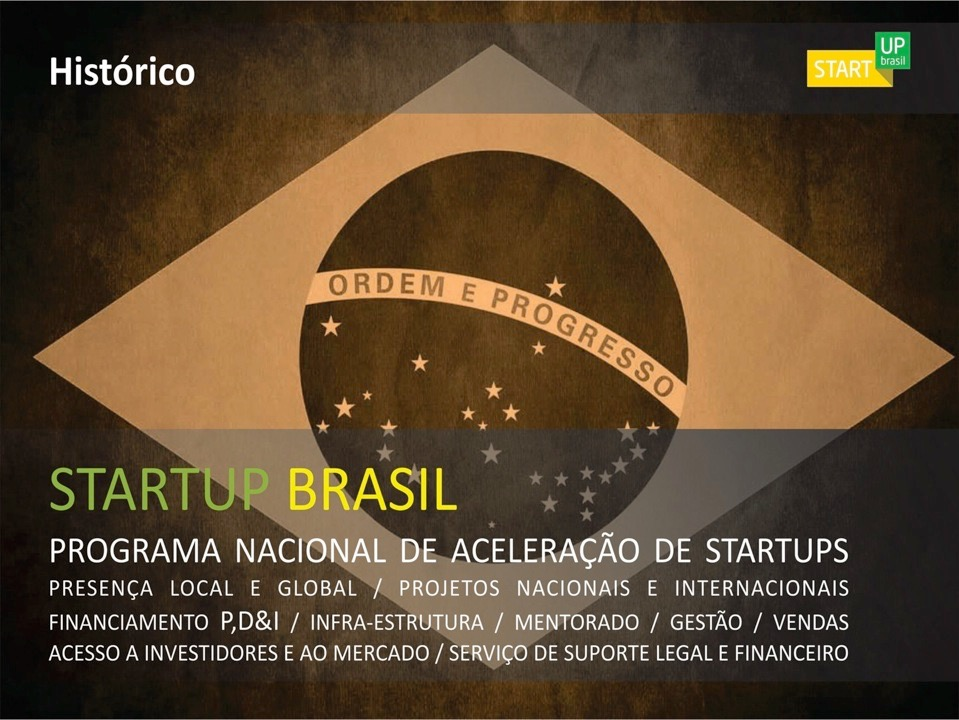 Histórico
START
UP
brasil
ORDEM E PROGRESSO
STARTUP BRASIL
PROGRAMA NACIONAL DE ACELERAÇÃO DE STARTUPS
PRESENÇA LOCAL E GLOBAL / PROJETOS NACIONAIS E INTERNACIONAIS
FINANCIAMENTO P,D&I / INFRA-ESTRUTURA / MENTORADO / GESTÃO / VENDAS
ACESSO A INVESTIDORES E AO MERCADO / SERVIÇO DE SUPORTE LEGAL E FINANCEIRO